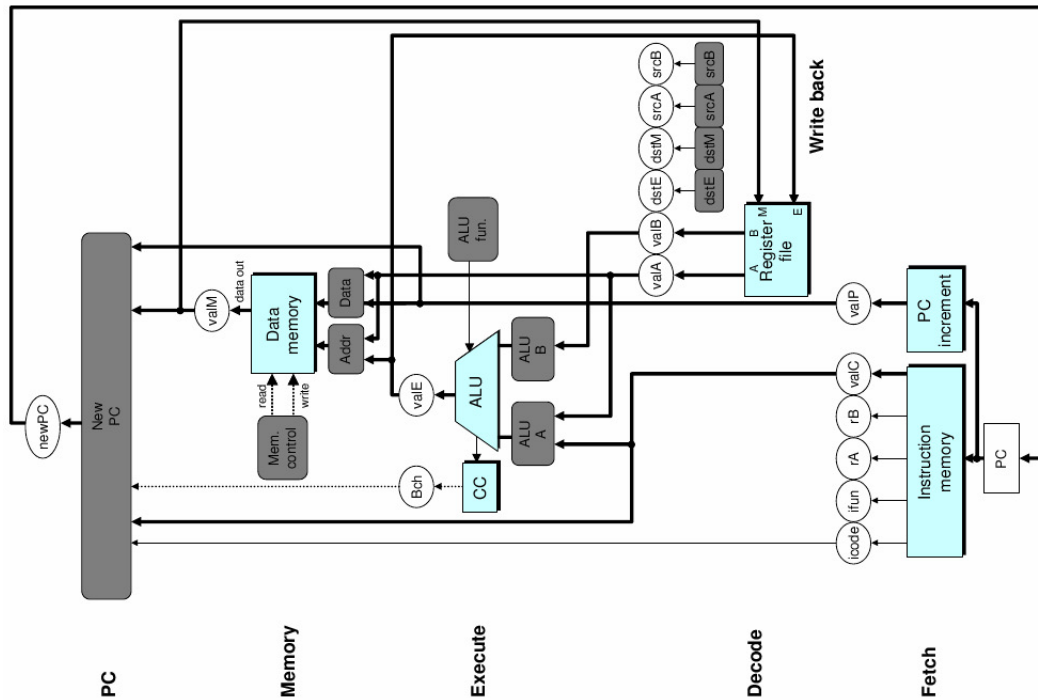 newPC
New
PC
PC
valM
data out
Data
memory
read
write
Mem.
control
Addr
Data
Memory
valE
Bch
CC
ALU
ALU
fun.
ALU
A
ALU
B
Execute
valA
valB
dstE
dstM
srcA
srcB
dstE
dstM
srcA
srcB
A
B
M
E
Register
file
Write back
Decode
icode
ifun
rA
rB
valC
valP
Instruction
memory
PC
increment
Fetch
PC